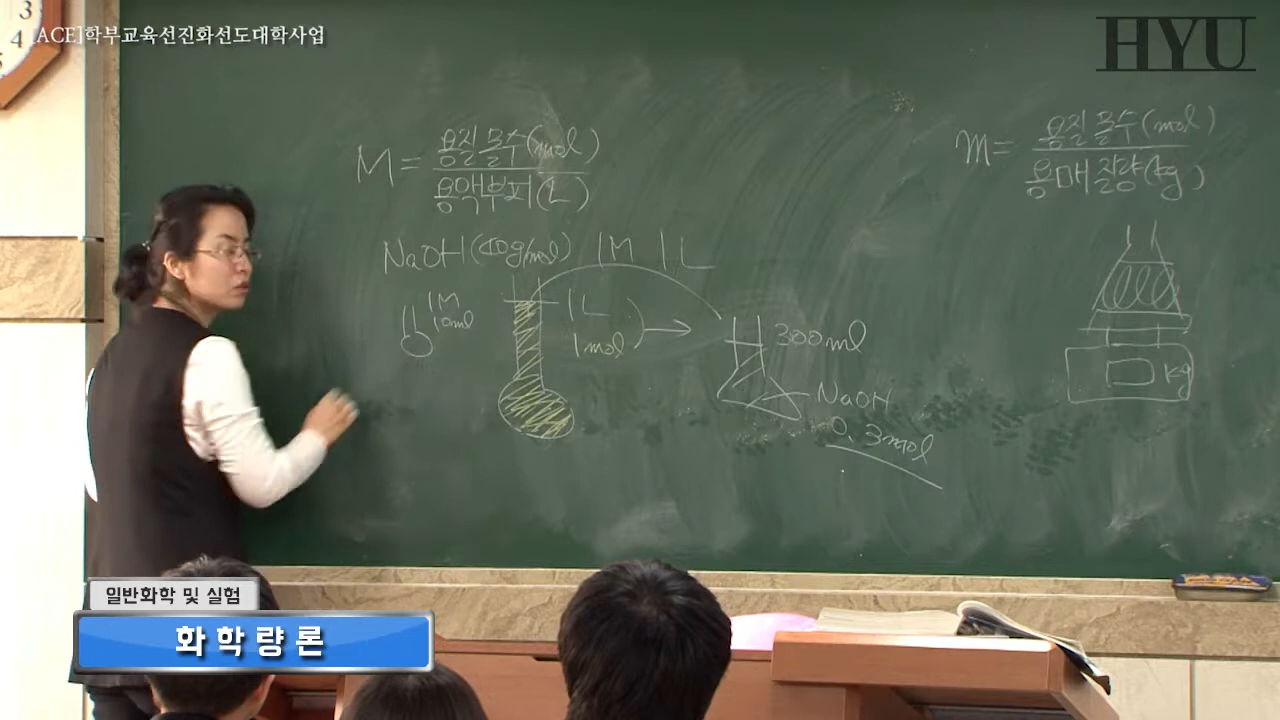 3
4
[ACE]학부교육선진화선도대학사업
HYU
M = 용질몰수(mol)
용액부피(L)
NaOH(40g/mol) 1M 1L
1M
10ml
1L
1mol
300ml
NaOH
0.3mol
m = 용질몰수(mol)
용매질량(kg)
kg
일반화학 및 실험
화학량론